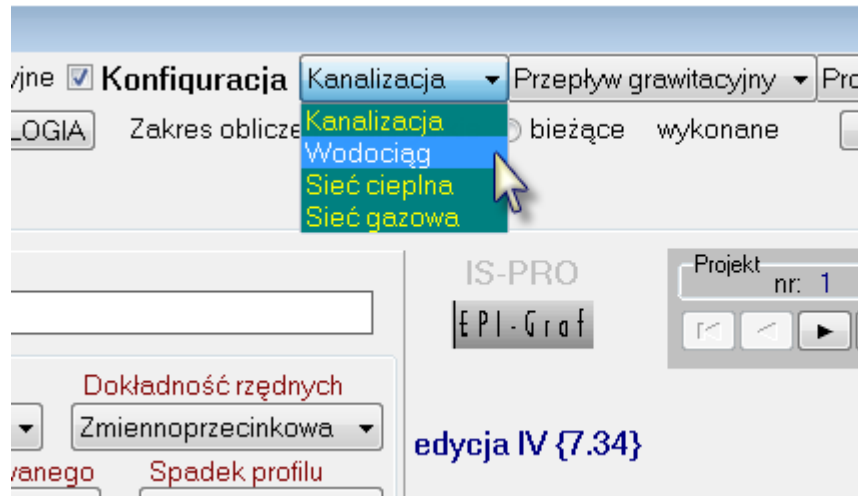 yjne Konfiguracja Kanalizacja Przepływ grawitacyjny Pro
LOGIA Zakres oblicze bieżące wykonane
Kanalizacja
Wodociąg
Sieć cieplna
Sieć gazowa
IS-PRO
EPI-Graf
Projekt
nr: 1
Dokładność rzędnych
Zmiennoprzecinkowa
edycja IV {7.34}
wanego Spadek profilu